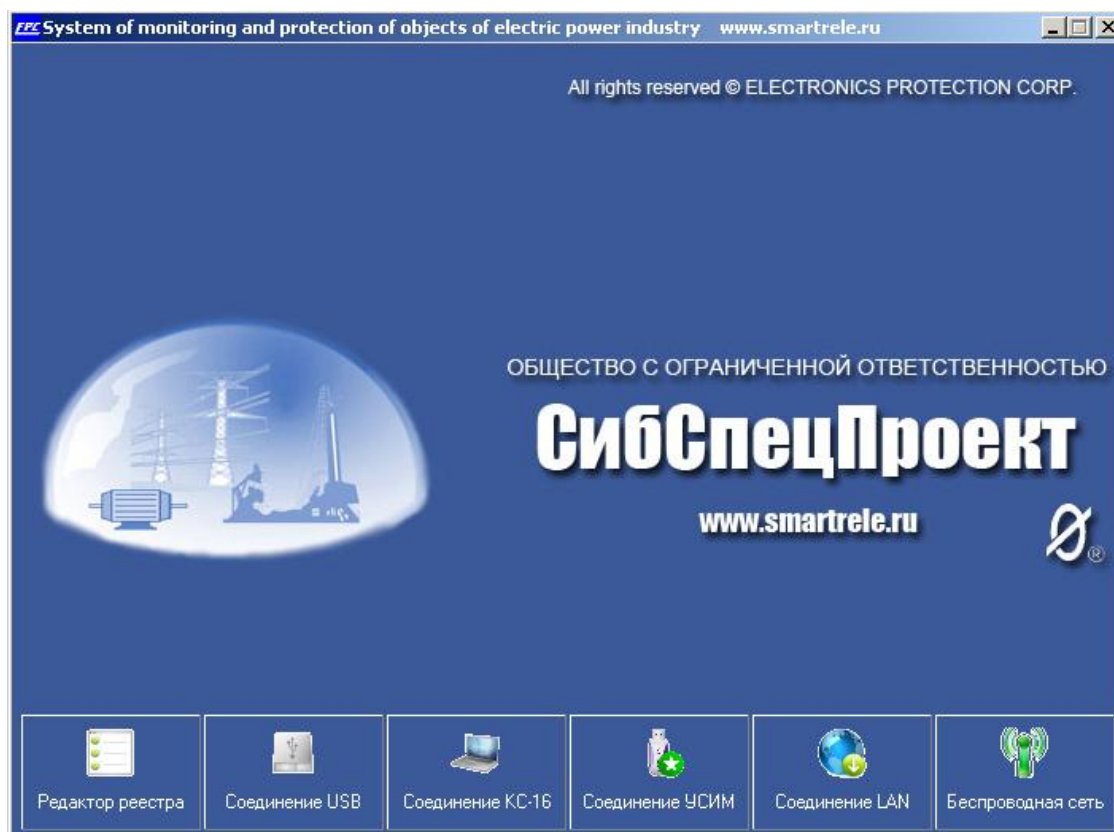 EPC System of monitoring and protection of objects of electric power industry www.smartrele.ru
All rights reserved © ELECTRONICS PROTECTION CORP.
ОБЩЕСТВО С ОГРАНИЧЕННОЙ ОТВЕТСТВЕННОСТЬЮ
СибСпецПроект
www.smartrele.ru
®
Редактор реестра
Соединение USB
Соединение КС-16
Соединение УСИМ
Соединение LAN
Беспроводная сеть